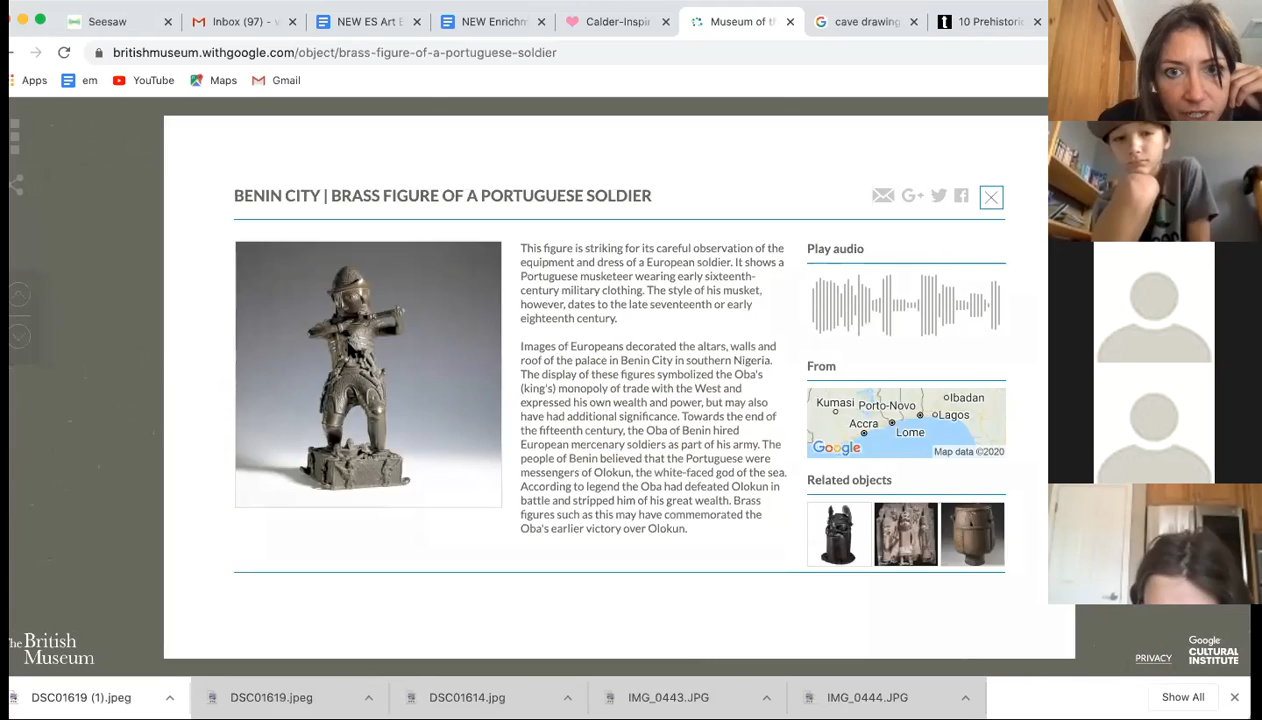 Seesaw
Inbox (97) - v
NEW ES Art E
NEW Enrichm
Calder-Inspir
Museum of th
cave drawing
10 Prehistoric
britishmuseum.withgoogle.com/object/brass-figure-of-a-portuguese-soldier
Apps
em
YouTube
Maps
Gmail
BENIN CITY | BRASS FIGURE OF A PORTUGUESE SOLDIER
G+
This figure is striking for its careful observation of the
equipment and dress of a European soldier. It shows a
Portuguese musketeer wearing early sixteenth-
century military clothing. The style of his musket,
however, dates to the late seventeenth or early
eighteenth century.
Images of Europeans decorated the altars, walls and
roof of the palace in Benin City in southern Nigeria.
The display of these figures symbolized the Oba's
(king's) monopoly of trade with the West and
expressed his own wealth and power, but may also
have had additional significance. Towards the end of
the fifteenth century, the Oba of Benin hired
European mercenary soldiers as part of his army. The
people of Benin believed that the Portuguese were
messengers of Olokun, the white-faced god of the sea.
According to legend the Oba had defeated Olokun in
battle and stripped him of his great wealth. Brass
figures such as this may have commemorated the
Oba's earlier victory over Olokun.
Play audio
From
Kumasi
Porto-Novo
Ibadan
Lagos
Accra
Lome
Google
Map data ©2020
Related objects
The British
Museum
PRIVACY
Google
CULTURAL
INSTITUTE
DSC01619 (1).jpeg
DSC01619.jpeg
DSC01614.jpg
IMG_0443.JPG
IMG_0444.JPG
Show All